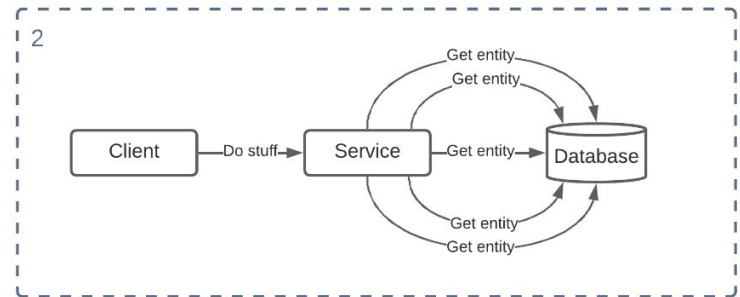 2
Get entity
Get entity
Client
Do stuff
Service
Get entity
Database
Get entity
Get entity